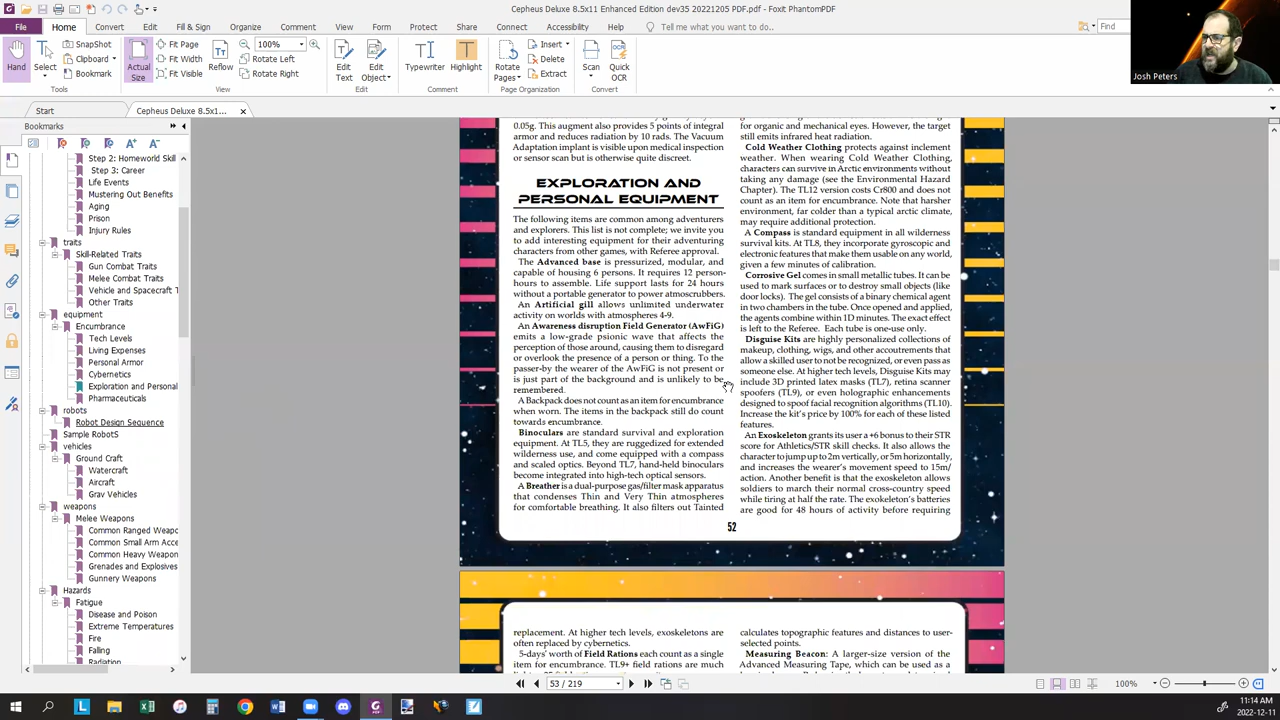 Cepheus Deluxe 8.5x11 Enhanced Edition dev35 20221205 PDF.pdf - Foxit PhantomPDF
File
Home
Convert
Edit
Fill & Sign
Organize
Comment
View
Form
Protect
Share
Connect
Accessibility
Help
Tell me what you want to do...
Find
Hand
Select
SnapShot
Clipboard
Bookmark
Tools
Actual
Size
Fit Page
Fit Width
Fit Visible
Reflow
100%
Rotate Left
Rotate Right
View
Edit
Text
Edit
Object
Edit
Typewriter
Highlight
Comment
Rotate
Pages
Insert
Delete
Extract
Page Organization
Scan
Quick
OCR
Convert
Josh Peters
Start
Cepheus Deluxe 8.5x11...
Bookmarks
Step 2: Homeworld Skil
Step 3: Career
Life Events
Mustering Out Benefits
Aging
Prison
Injury Rules
traits
Skill-Related Traits
Gun Combat Traits
Melee Combat Traits
Vehicle and Spacecraft T
Other Traits
equipment
Encumbrance
Tech Levels
Living Expenses
Personal Armor
Cybernetics
Exploration and Personal
Pharmaceuticals
robots
Robot Design Sequence
Sample RobotS
vehicles
Ground Craft
Watercraft
Aircraft
Grav Vehicles
weapons
Melee Weapons
Common Ranged Weapo
Common Small Arm Acce
Common Heavy Weapon
Grenades and Explosives
Gunnery Weapons
Hazards
Fatigue
Disease and Poison
Extreme Temperatures
Fire
Falling
Radiation
0.05g. This augment also provides 5 points of integral
armor and reduces radiation by 10 rads. The Vacuum
Adaptation implant is visible upon medical inspection
or sensor scan but is otherwise quite discreet.
EXPLORATION AND
PERSONAL EQUIPMENT
The following items are common among adventurers
and explorers. This list is not complete; we invite you
to add interesting equipment for their adventuring
characters from other games, with Referee approval.
The Advanced base is pressurized, modular, and
capable of housing 6 persons. It requires 12 person-
hours to assemble. Life support lasts for 24 hours
without a portable generator to power atmoscrubbers.
An Artificial gill allows unlimited underwater
activity on worlds with atmospheres 4-9.
An Awareness disruption Field Generator (AwFiG)
emits a low-grade psionic wave that affects the
perception of those around, causing them to disregard
or overlook the presence of a person or thing. To the
passer-by the wearer of the AwFiG is not present or
is just part of the background and is unlikely to be
remembered.
A Backpack does not count as an item for encumbrance
when worn. The items in the backpack still do count
towards encumbrance.
Binoculars are standard survival and exploration
equipment. At TL5, they are ruggedized for extended
wilderness use, and come equipped with a compass
and scaled optics. Beyond TL7, hand-held binoculars
become integrated into high-tech optical sensors.
A Breather is a dual-purpose gas/filter mask apparatus
that condenses Thin and Very Thin atmospheres
for comfortable breathing. It also filters out Tainted
for organic and mechanical eyes. However, the target
still emits infrared heat radiation.
Cold Weather Clothing protects against inclement
weather. When wearing Cold Weather Clothing,
characters can survive in Arctic environments without
taking any damage (see the Environmental Hazard
Chapter). The TL12 version costs Cr800 and does not
count as an item for encumbrance. Note that harsher
environment, far colder than a typical arctic climate,
may require additional protection.
A Compass is standard equipment in all wilderness
survival kits. At TL8, they incorporate gyroscopic and
electronic features that make them usable on any world,
given a few minutes of calibration.
Corrosive Gel comes in small metallic tubes. It can be
used to mark surfaces or to destroy small objects (like
door locks). The gel consists of a binary chemical agent
in two chambers in the tube. Once opened and applied,
the agents combine within 1D minutes. The exact effect
is left to the Referee. Each tube is one-use only.
Disguise Kits are highly personalized collections of
makeup, clothing, wigs, and other accoutrements that
allow a skilled user to not be recognized, or even pass as
someone else. At higher tech levels, Disguise Kits may
include 3D printed latex masks (TL7), retina scanner
spoofers (TL9), or even holographic enhancements
designed to spoof facial recognition algorithms (TL10).
Increase the kit's price by 100% for each of these listed
features.
An Exoskeleton grants its user a +6 bonus to their STR
score for Athletics/STR skill checks. It also allows the
character to jump up to 2m vertically, or 5m horizontally,
and increases the wearer's movement speed to 15m/
action. Another benefit is that the exoskeleton allows
soldiers to march their normal cross-country speed
while tiring at half the rate. The exokeleton's batteries
are good for 48 hours of activity before requiring
52
replacement. At higher tech levels, exoskeletons are
often replaced by cybernetics.
5-days' worth of Field Rations each count as a single
item for encumbrance. TL9+ field rations are much
calculates topographic features and distances to user-
selected points.
Measuring Beacon: A larger-size version of the
Advanced Measuring Tape, which can be used as a
53 / 219
100%
11:14 AM
2022-12-11